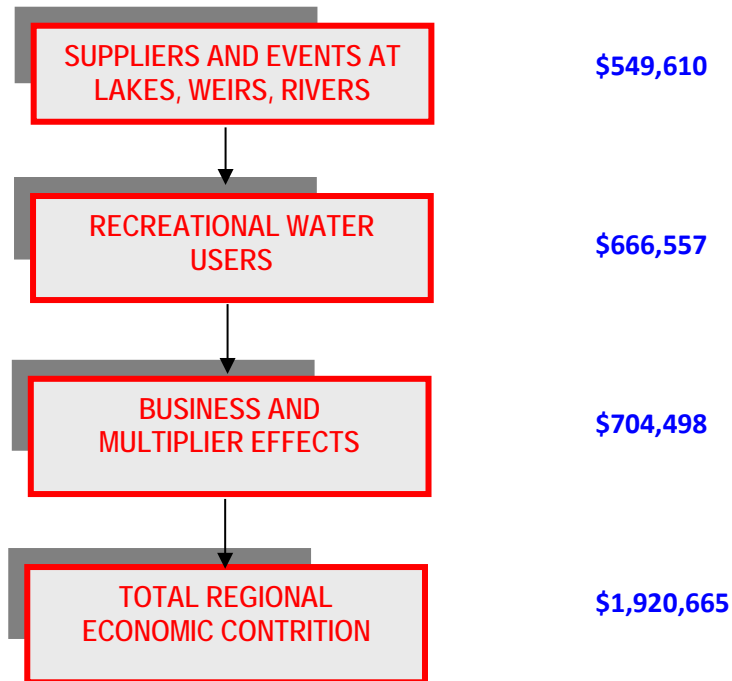 SUPPLIERS AND EVENTS AT
LAKES, WEIRS, RIVERS
$549,610
RECREATIONAL WATER
USERS
$666,557
BUSINESS AND
MULTIPLIER EFFECTS
$704,498
TOTAL REGIONAL
ECONOMIC CONTRITION
$1,920,665